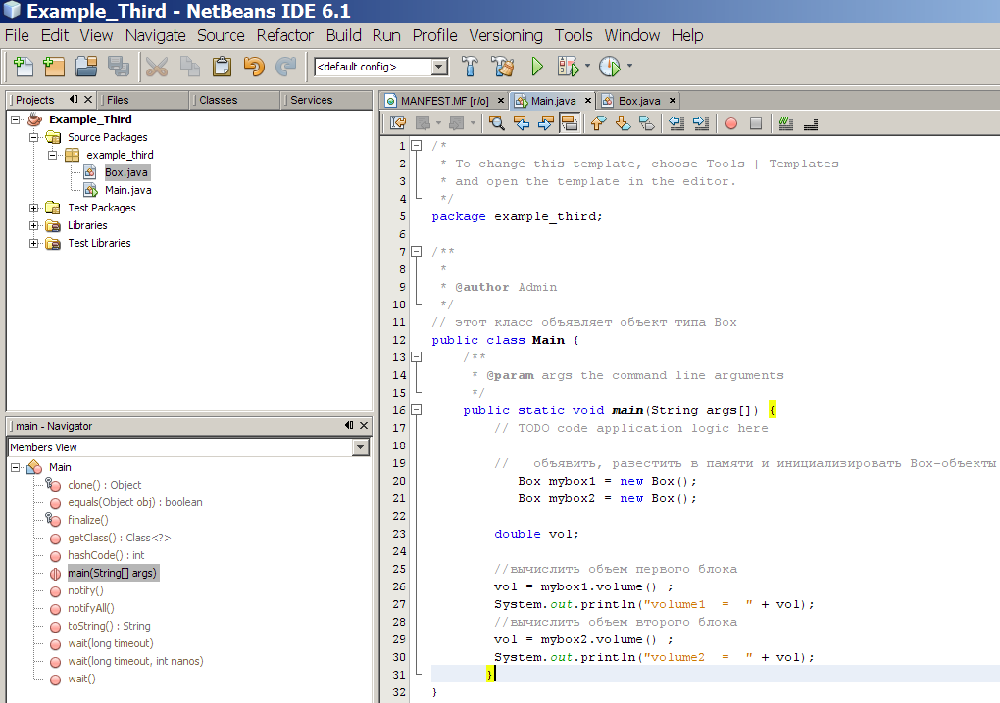 Example_Third - NetBeans IDE 6.1
File Edit View Navigate Source Refactor Build Run Profile Versioning Tools Window Help
<default config>
Projects Files Classes Services
Example_Third
Source Packages
example_third
Box.java
Main.java
Test Packages
Libraries
Test Libraries
main - Navigator
Members View
Main
clone() : Object
equals(Object obj) : boolean
finalize()
getClass() : Class<?>
hashCode() : int
main(String[] args)
notify()
notifyAll()
toString() : String
wait(long timeout)
wait(long timeout, int nanos)
wait()
MANIFEST.MF [r/o] Main.java Box.java
1 /*
2 * To change this template, choose Tools | Templates
3 * and open the template in the editor.
4 */
5 package example_third;
6
7 /**
8 *
9 * @author Admin
10 */
11 // этот класс объявляет объект типа Box
12 public class Main {
13 /**
14 * @param args the command line arguments
15 */
16 public static void main(String args[]) {
17 // TODO code application logic here
18
19 // объявить, разестить в памяти и инициализировать Box-объекты
20 Box mybox1 = new Box();
21 Box mybox2 = new Box();
22
23 double vol;
24
25 //вычислить объем первого блока
26 vol = mybox1.volume() ;
27 System.out.println("volume1 = " + vol);
28 //вычислить объем второго блока
29 vol = mybox2.volume() ;
30 System.out.println("volume2 = " + vol);
31 }
32 }